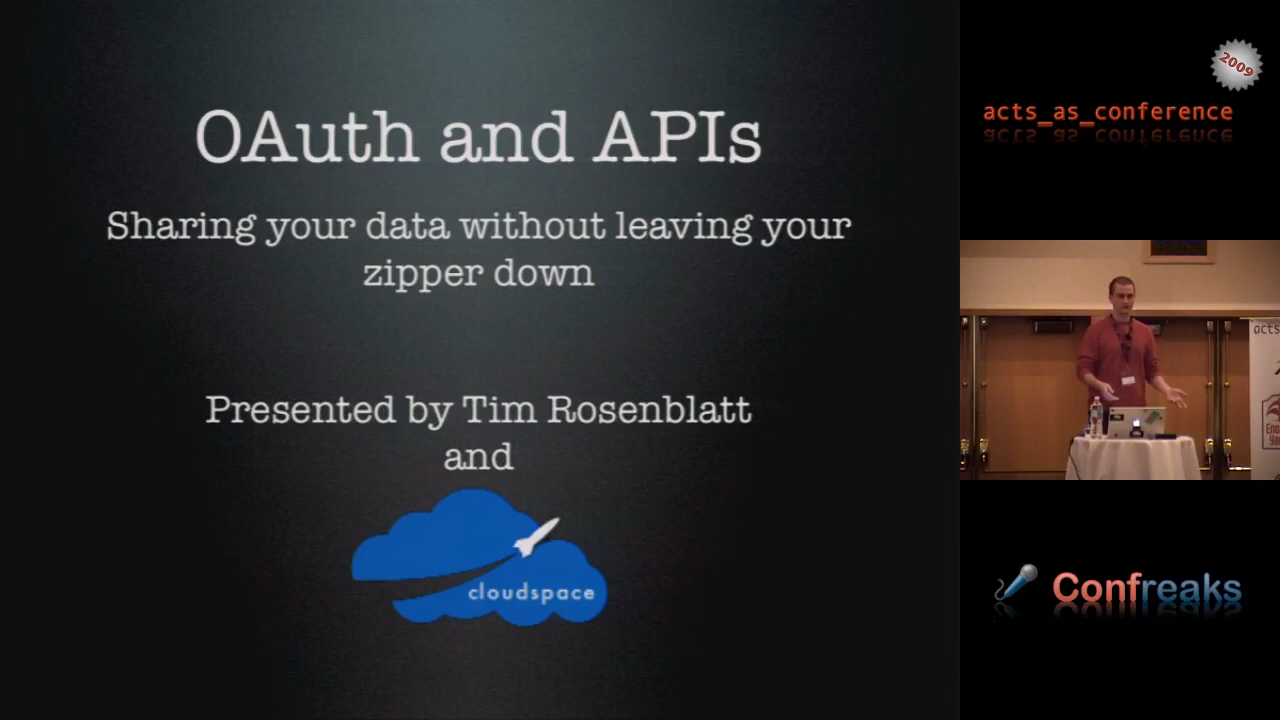 OAuth and APIs
Sharing your data without leaving your
zipper down
Presented by Tim Rosenblatt
and
cloudspace
2009
acts_as_conference
acts
Confreaks